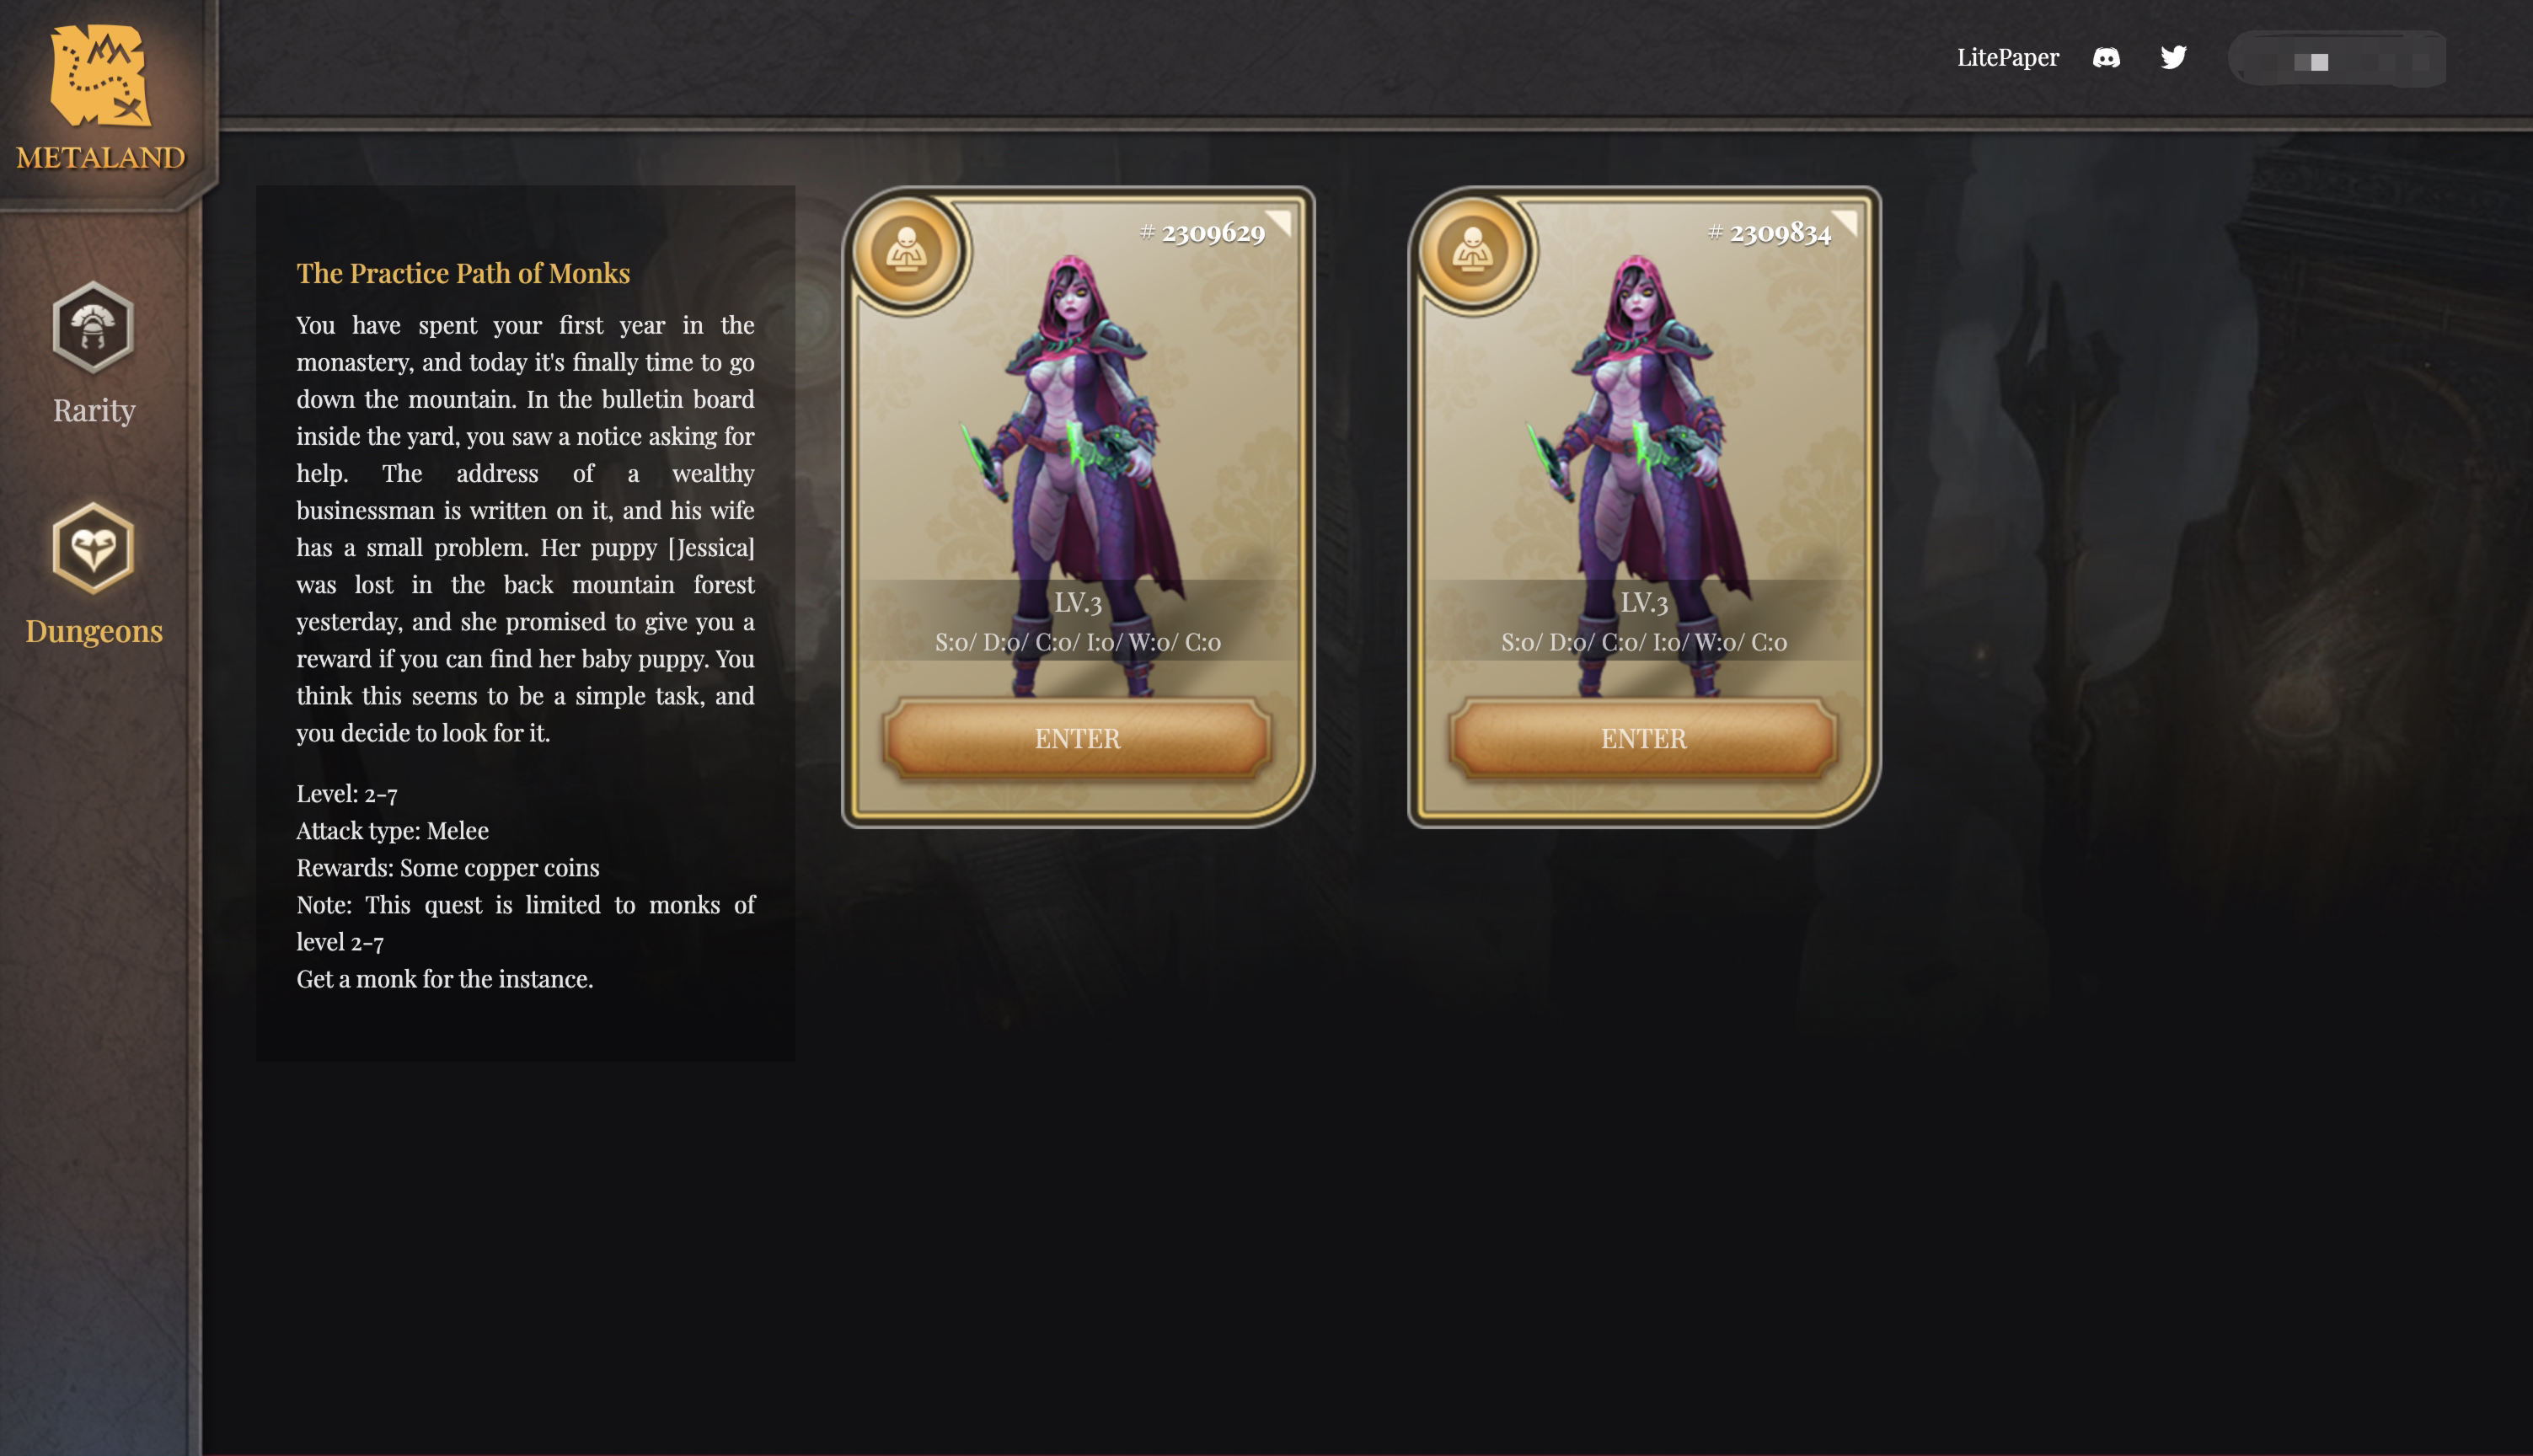 METALAND
LitePaper
Rarity
Dungeons
The Practice Path of Monks
You have spent your first year in the
monastery, and today it's finally time to go
down the mountain. In the bulletin board
inside the yard, you saw a notice asking for
help. The address of a wealthy
businessman is written on it, and his wife
has a small problem. Her puppy [Jessica]
was lost in the back mountain forest
yesterday, and she promised to give you a
reward if you can find her baby puppy. You
think this seems to be a simple task, and
you decide to look for it.
Level: 2-7
Attack type: Melee
Rewards: Some copper coins
Note: This quest is limited to monks of
level 2-7
Get a monk for the instance.
# 2309629
LV.3
S:0/ D:0/ C:0/ I:0/ W:0/ C:0
ENTER
# 2309834
LV.3
S:0/ D:0/ C:0/ I:0/ W:0/ C:0
ENTER